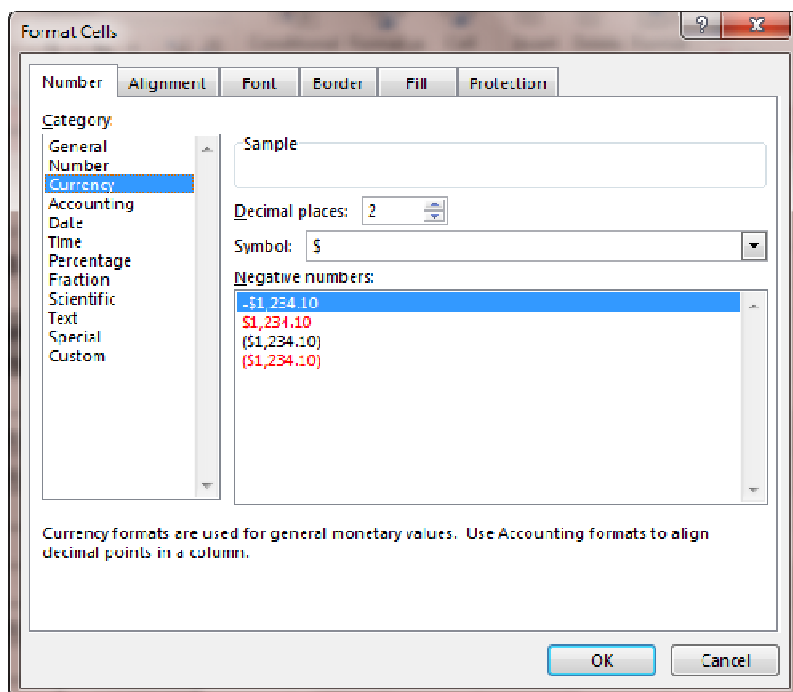 Format Cells
Number Alignment Font Border Fill Protection
Category:
General
Number
Currency
Accounting
Date
Time
Percentage
Fraction
Scientific
Text
Special
Custom
Sample
Decimal places: 2
Symbol: $
Negative numbers:
-$1,234.10
$1,234.10
($1,234.10)
($1,234.10)
Currency formats are used for general monetary values. Use Accounting formats to align
decimal points in a column.
OK Cancel